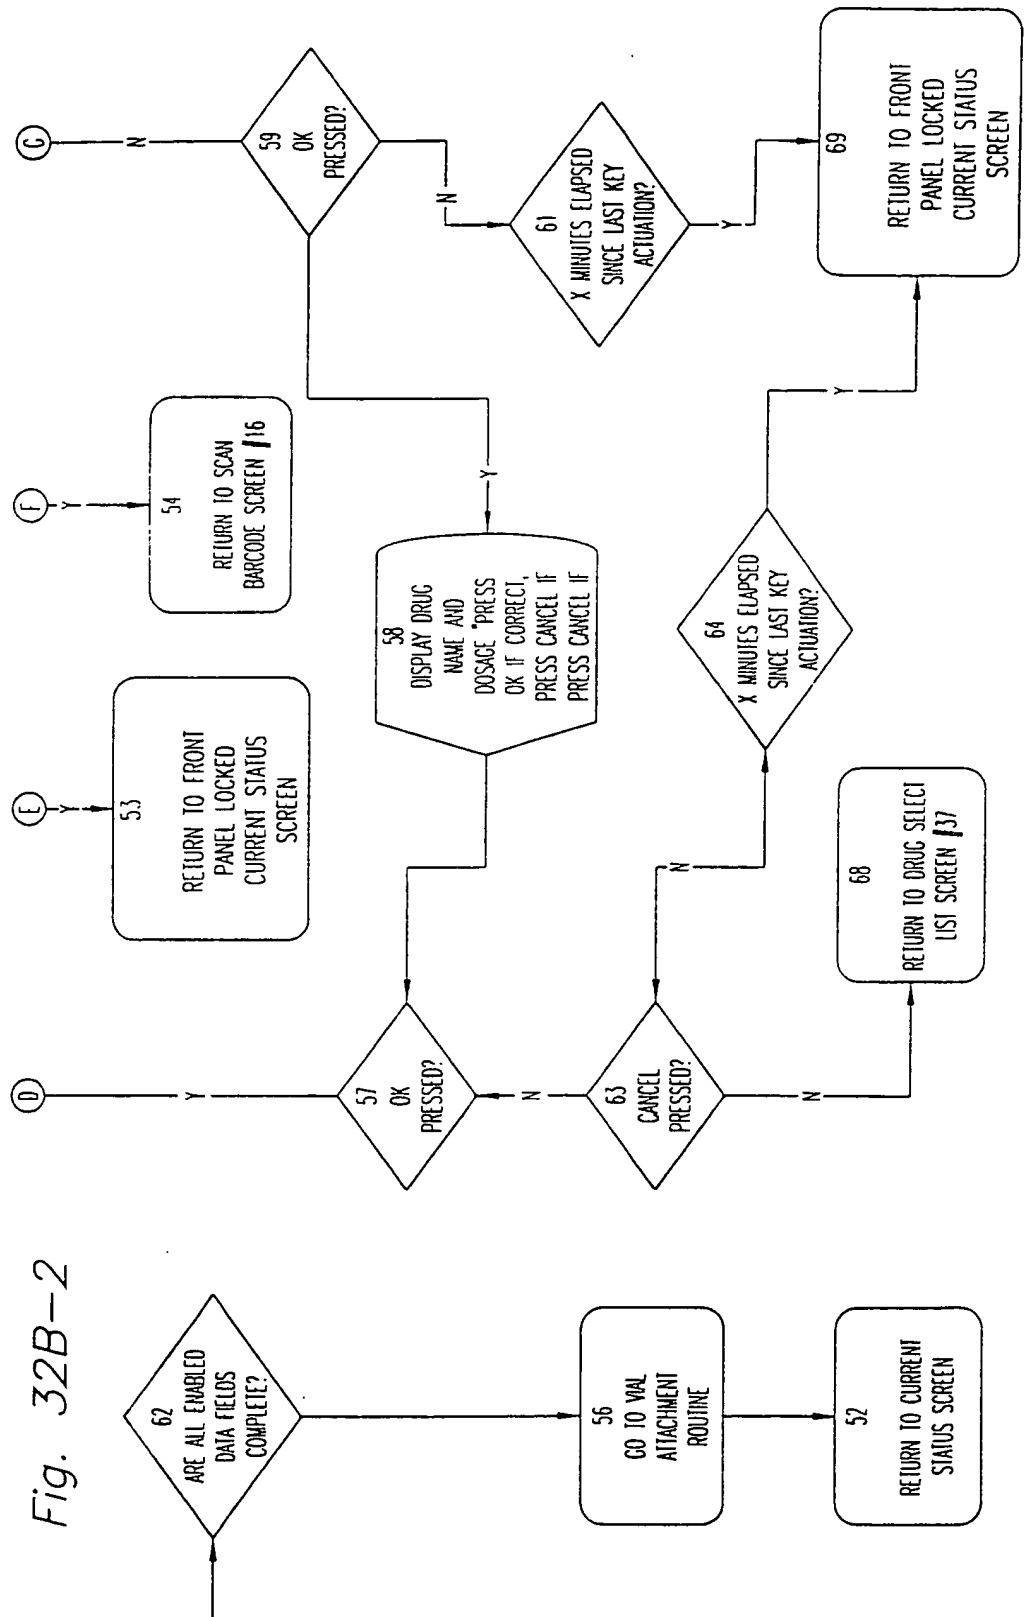 Fig. 32B-2
62
ARE ALL ENABLED
DATA FIELDS
COMPLETE?
56
GO TO VIAL
ATTACHMENT
ROUTINE
52
RETURN TO CURRENT
STATUS SCREEN
D
Y
57
OK
PRESSED?
N
63
CANCEL
PRESSED?
N
68
RETURN TO DRUG SELECT
LIST SCREEN /37
E
Y
53
RETURN TO FRONT
PANEL LOCKED
CURRENT STATUS
SCREEN
F
Y
54
RETURN TO SCAN
BARCODE SCREEN /16
58
DISPLAY DRUG
NAME AND
DOSAGE "PRESS
OK IF CORRECT,
PRESS CANCEL IF
PRESS CANCEL IF
Y
N
64
X MINUTES ELAPSED
SINCE LAST KEY
ACTUATION?
Y
G
N
59
OK
PRESSED?
N
61
X MINUTES ELAPSED
SINCE LAST KEY
ACTUATION?
Y
69
RETURN TO FRONT
PANEL LOCKED
CURRENT STATUS
SCREEN